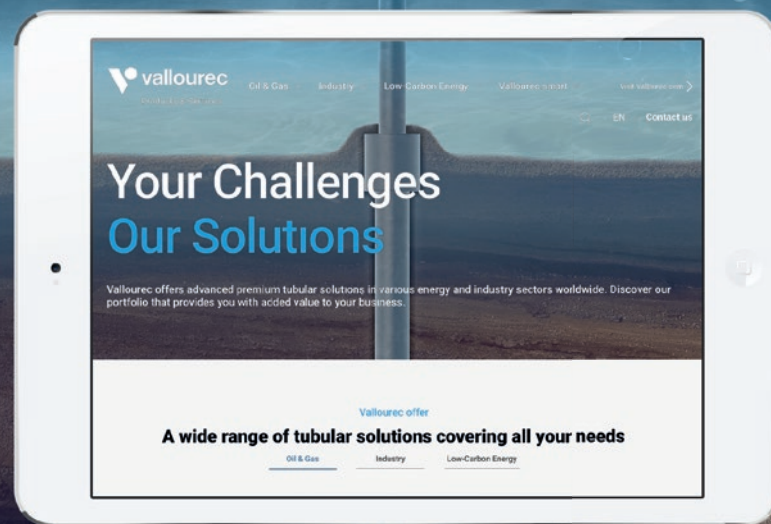 vallourec
Oil & Gas Industry Low-Carbon Energy Vallourec smart
EN Contact us
Your Challenges
Our Solutions
Vallourec offers advanced premium tubular solutions in various energy and industry sectors worldwide. Discover our
portfolio that provides you with added value to your business.
Vallourec offer
A wide range of tubular solutions covering all your needs
Oil & Gas Industry Low-Carbon Energy